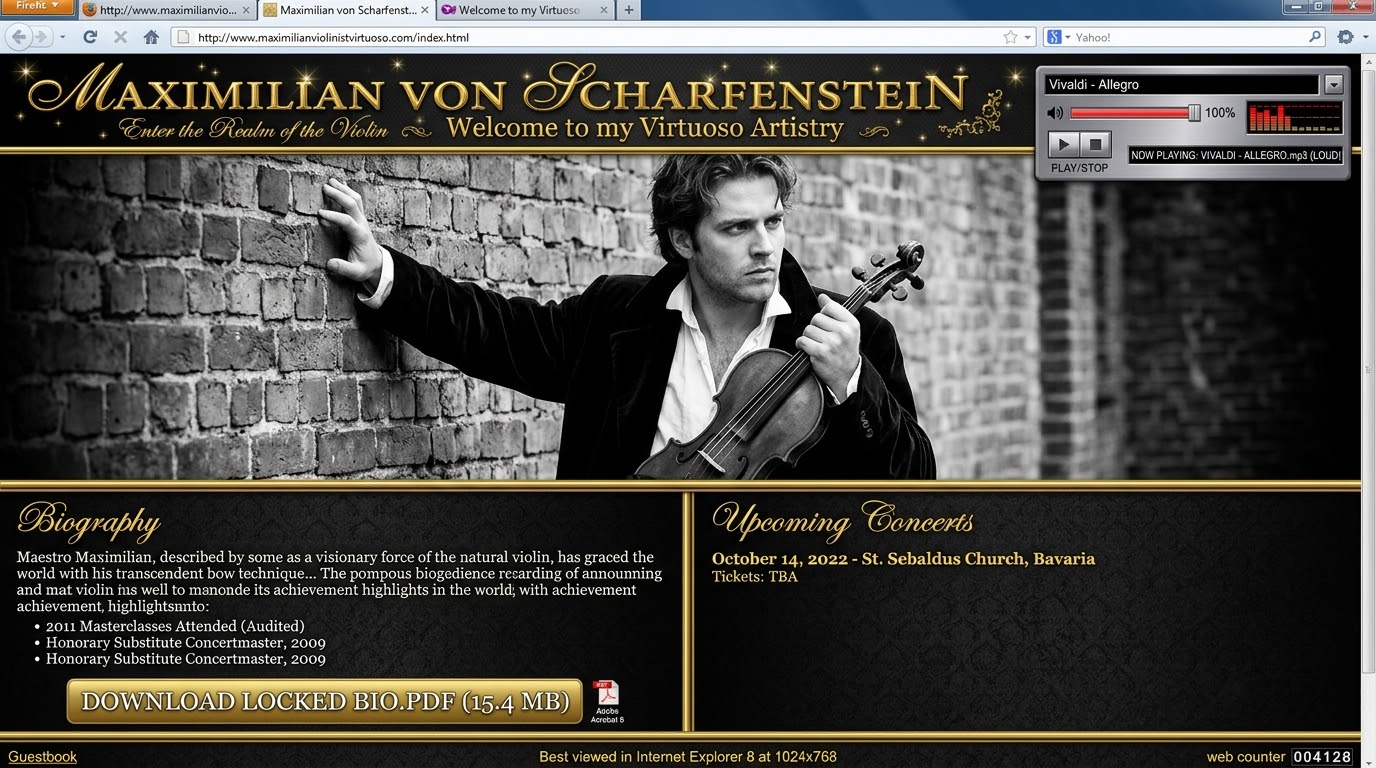 Firefit
http://www.maximilianvio...
Maximilian von Scharfenst...
Welcome to my Virtuose
http://www.maximilianviolinistvirtuoso.com/index.html
Yahoo!
MAXIMILIAN VON SCHARFENSTEIN
Enter the Realm of the Violin
Welcome to my Virtuoso Artistry
Vivaldi - Allegro
100%
PLAY/STOP
NOW PLAYING: VIVALDI - ALLEGRO.mp3 (LOUD!
Biography
Maestro Maximilian, described by some as a visionary force of the natural violin, has graced the
world with his transcendent bow technique... The pompous biogedience resarding of announning
and mat violin ins well to manonde its achievement highlights in the world; with achievement
achievement, highlightsmnto:
• 2011 Masterclasses Attended (Audited)
• Honorary Substitute Concertmaster, 2009
• Honorary Substitute Concertmaster, 2009
DOWNLOAD LOCKED BIO.PDF (15.4 MB)
Acrobat
Upcoming Concerts
October 14, 2022 - St. Sebaldus Church, Bavaria
Tickets: TBA
Guestbook
Best viewed in Internet Explorer 8 at 1024x768
web counter 004128